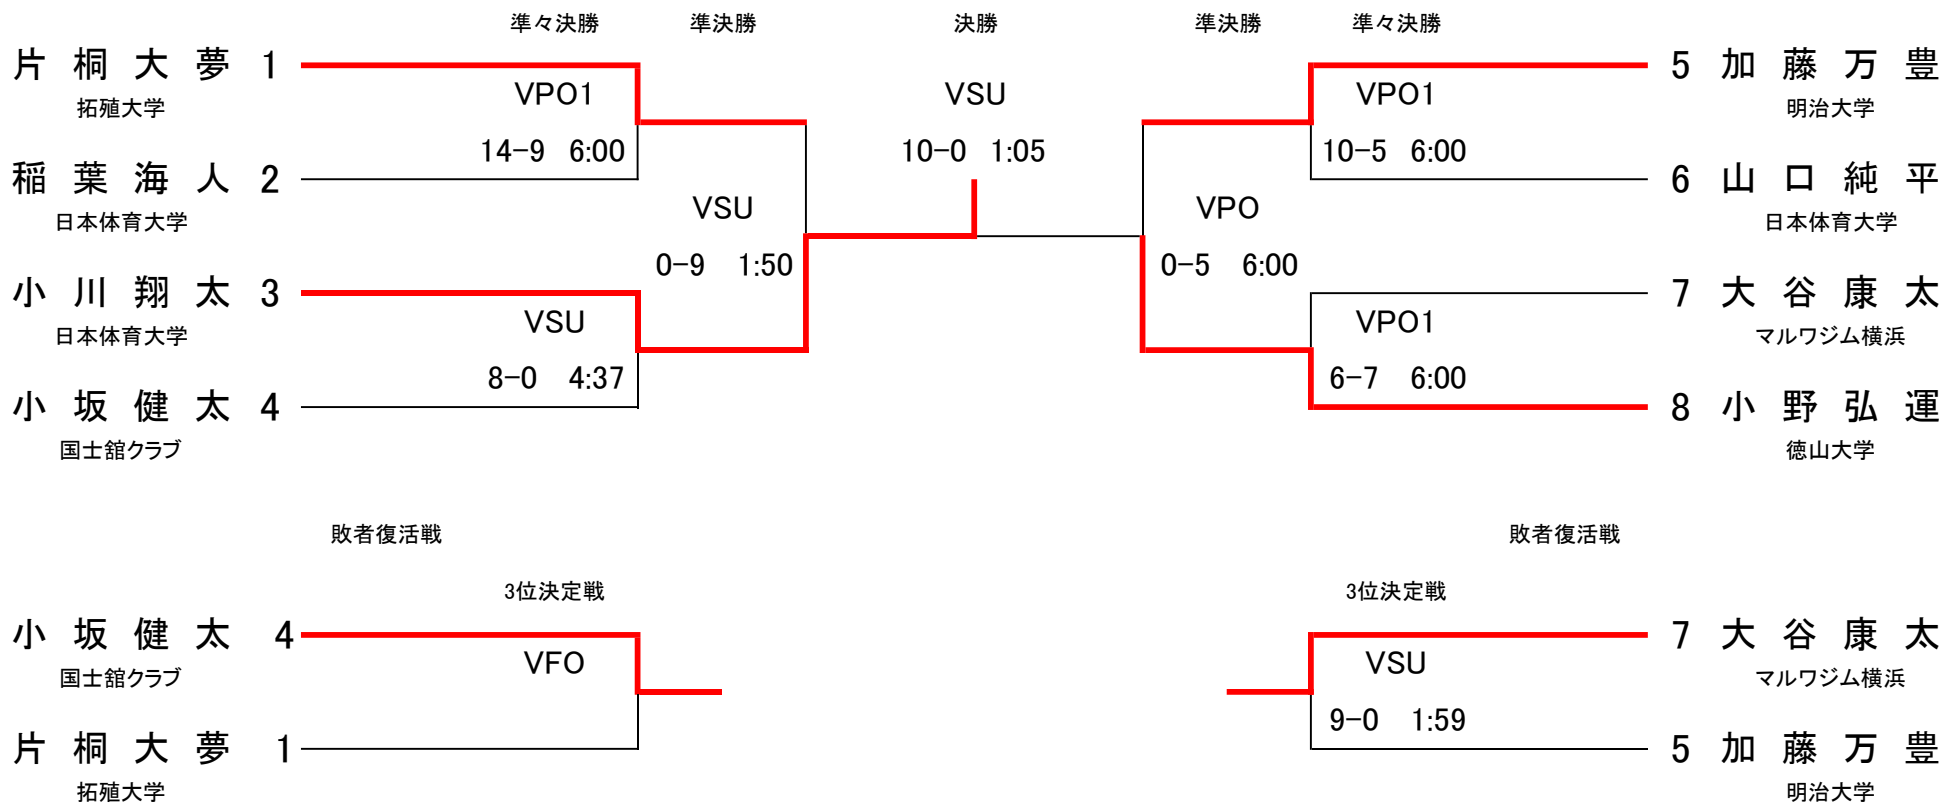 準々決勝 準決勝 決勝 準決勝 準々決勝
片桐大夢 1 5 加藤万豊
VPO1 VSU VPO1
拓殖大学 明治大学
14-9 6:00 10-0 1:05 10-5 6:00
稲葉海人 2 6 山口純平
VSU VPO
日本体育大学 日本体育大学
0-9 1:50 0-5 6:00
小川翔太 3 7 大谷康太
VSU VPO1
日本体育大学 マルワジム横浜
8-0 4:37 6-7 6:00
小坂健太 4 8 小野弘運
国士舘クラブ 徳山大学
敗者復活戦 敗者復活戦
3位決定戦 3位決定戦
小坂健太 4 7 大谷康太
VFO VSU
国士舘クラブ マルワジム横浜
9-0 1:59
片桐大夢 1 5 加藤万豊
拓殖大学 明治大学